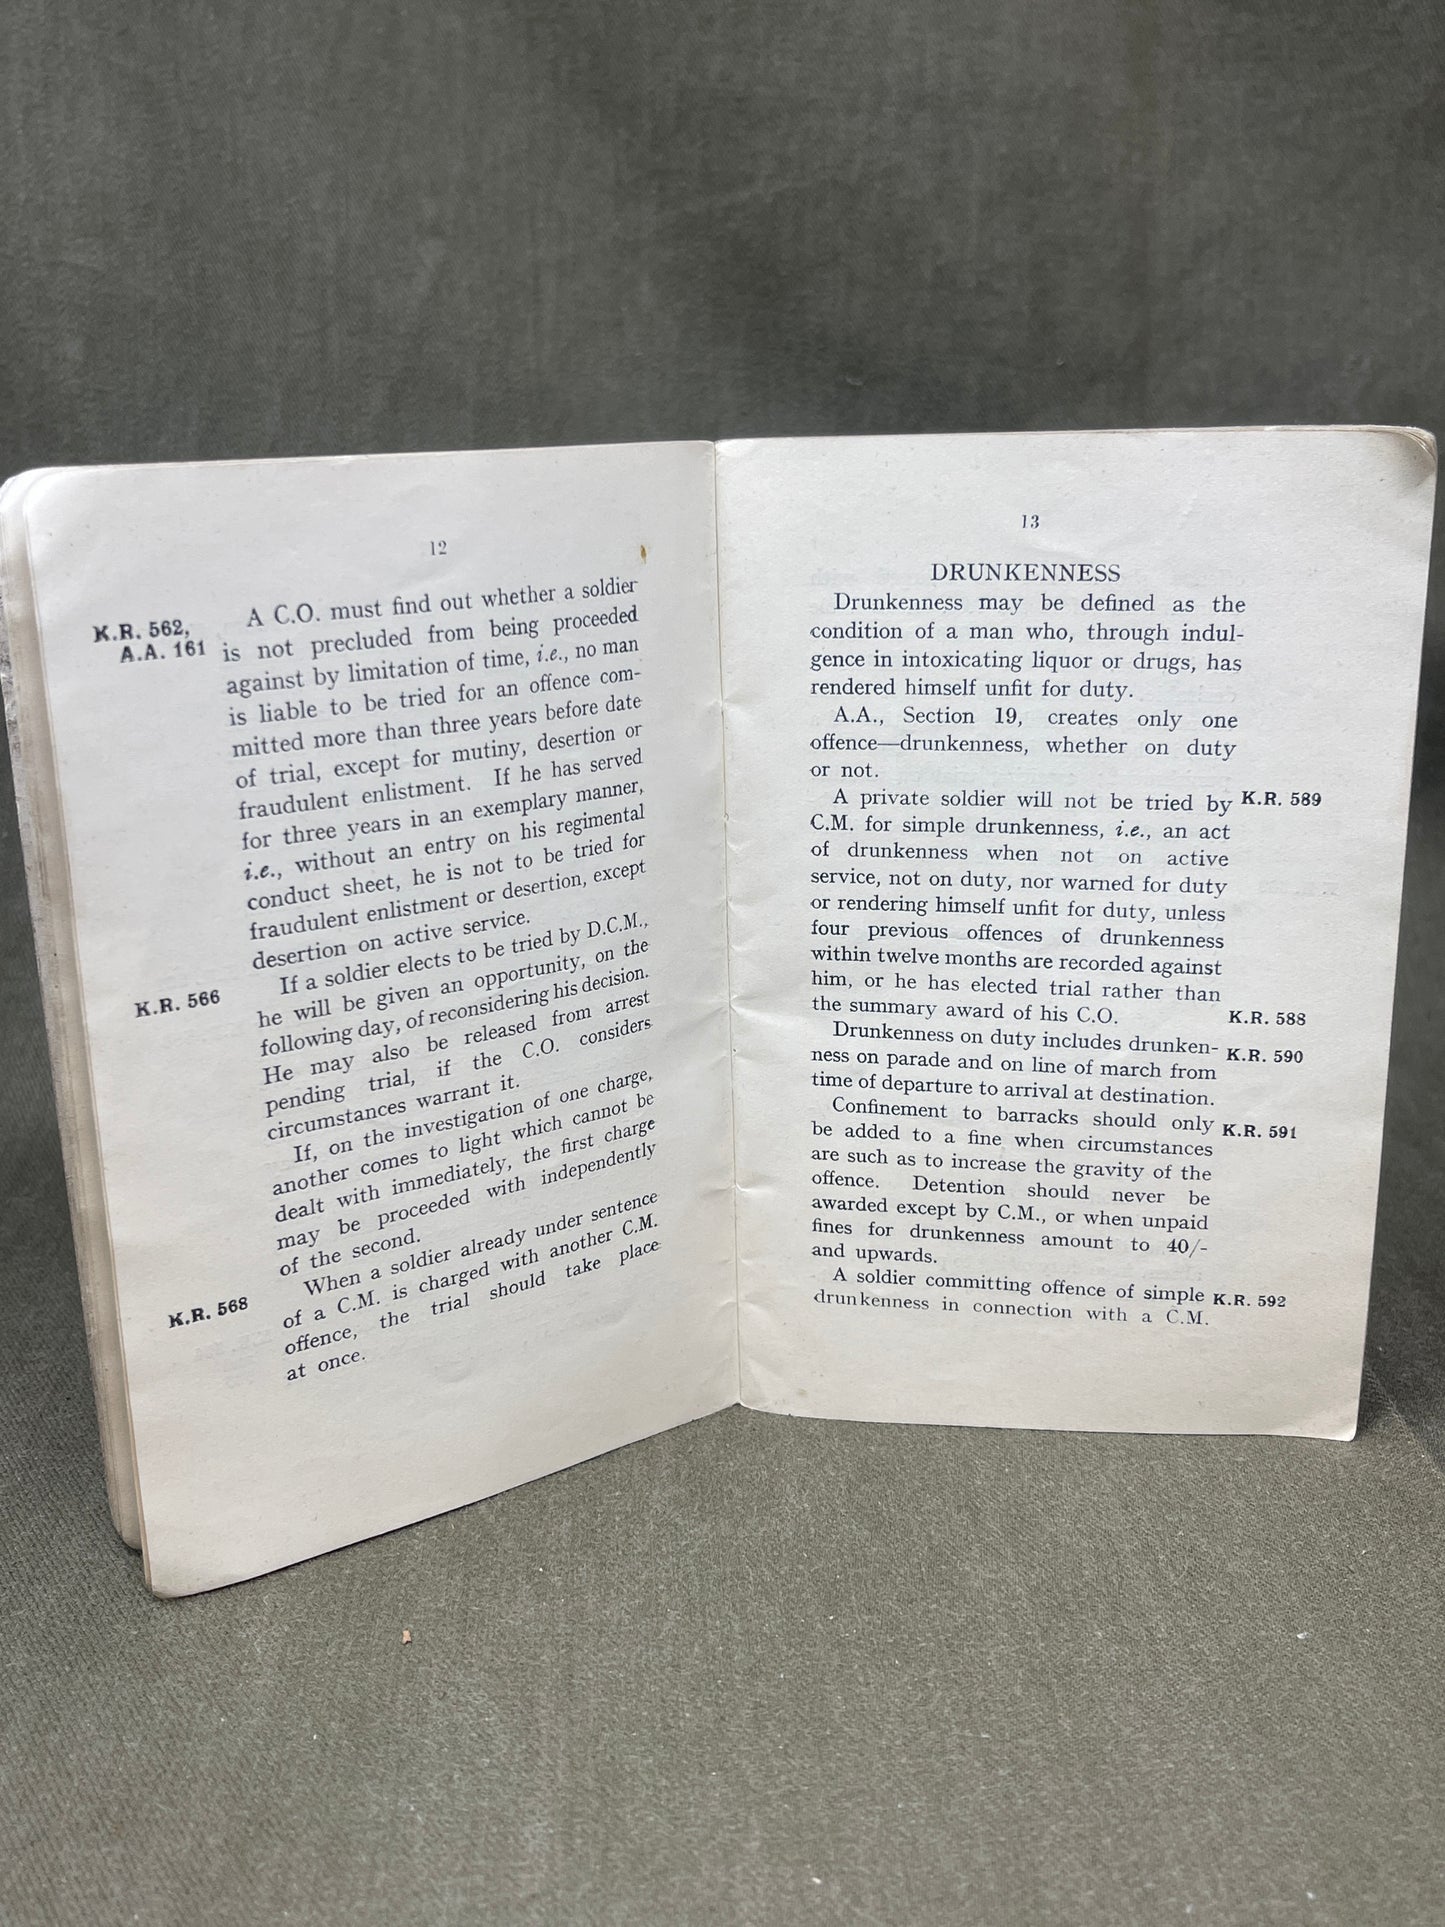 12
K.R. 562,
A.A. 161
A C.O. must find out whether a soldier
is not precluded from being proceeded
against by limitation of time, i.e., no man
is liable to be tried for an offence com-
mitted more than three years before date
of trial, except for mutiny, desertion or
fraudulent enlistment. If he has served
for three years in an exemplary manner,
i.e., without an entry on his regimental
conduct sheet, he is not to be tried for
fraudulent enlistment or desertion, except
desertion on active service.
K.R. 566
If a soldier elects to be tried by D.C.M.,
he will be given an opportunity, on the
following day, of reconsidering his decision.
He may also be released from arrest
pending trial, if the C.O. considers
circumstances warrant it.
If, on the investigation of one charge,
another comes to light which cannot be
dealt with immediately, the first charge
may be proceeded with independently
of the second.
K.R. 568
When a soldier already under sentence
of a C.M. is charged with another C.M.
offence, the trial should take place
at once.
13
DRUNKENNESS
Drunkenness may be defined as the
condition of a man who, through indul-
gence in intoxicating liquor or drugs, has
rendered himself unfit for duty.
A.A., Section 19, creates only one
offence—drunkenness, whether on duty
or not.
A private soldier will not be tried by K.R. 589
C.M. for simple drunkenness, i.e., an act
of drunkenness when not on active
service, not on duty, nor warned for duty
or rendering himself unfit for duty, unless
four previous offences of drunkenness
within twelve months are recorded against
him, or he has elected trial rather than
the summary award of his C.O. K.R. 588
Drunkenness on duty includes drunken- K.R. 590
ness on parade and on line of march from
time of departure to arrival at destination.
Confinement to barracks should only K.R. 591
be added to a fine when circumstances
are such as to increase the gravity of the
offence. Detention should never be
awarded except by C.M., or when unpaid
fines for drunkenness amount to 40/-
and upwards.
A soldier committing offence of simple K.R. 592
drunkenness in connection with a C.M.